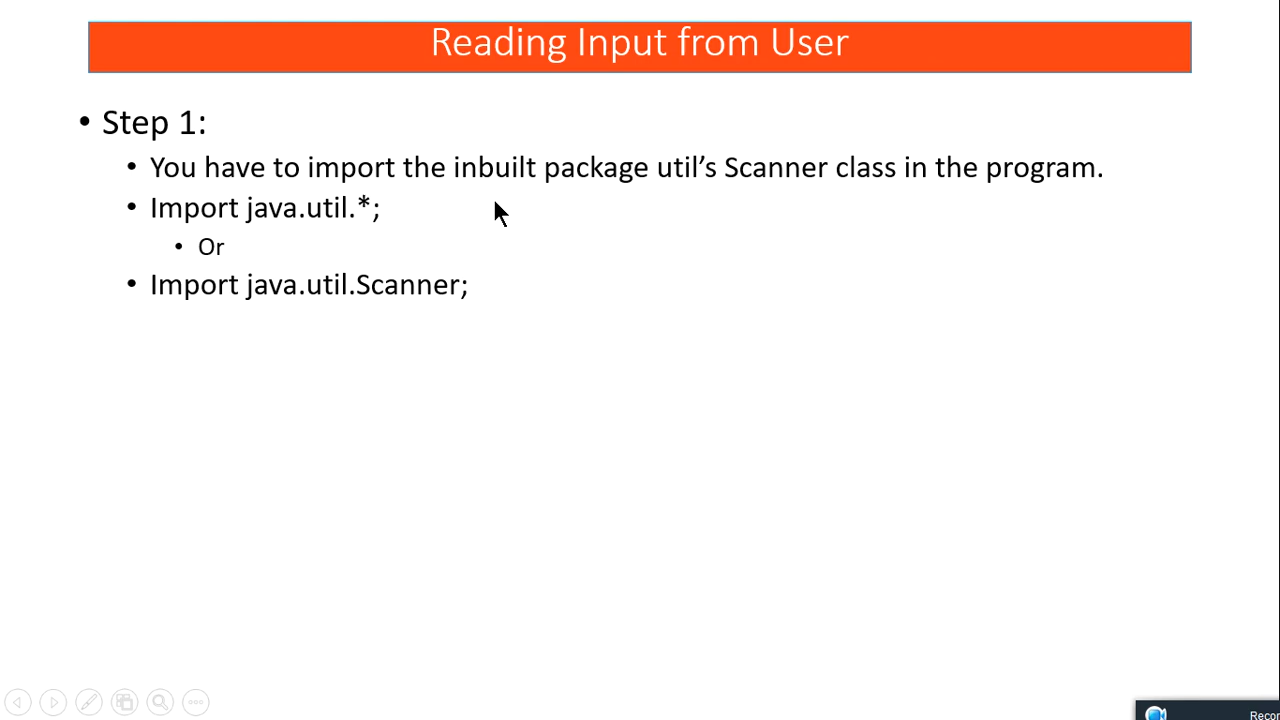 Reading Input from User
• Step 1:
• You have to import the inbuilt package util’s Scanner class in the program.
• Import java.util.*;
• Or
• Import java.util.Scanner;
Recor